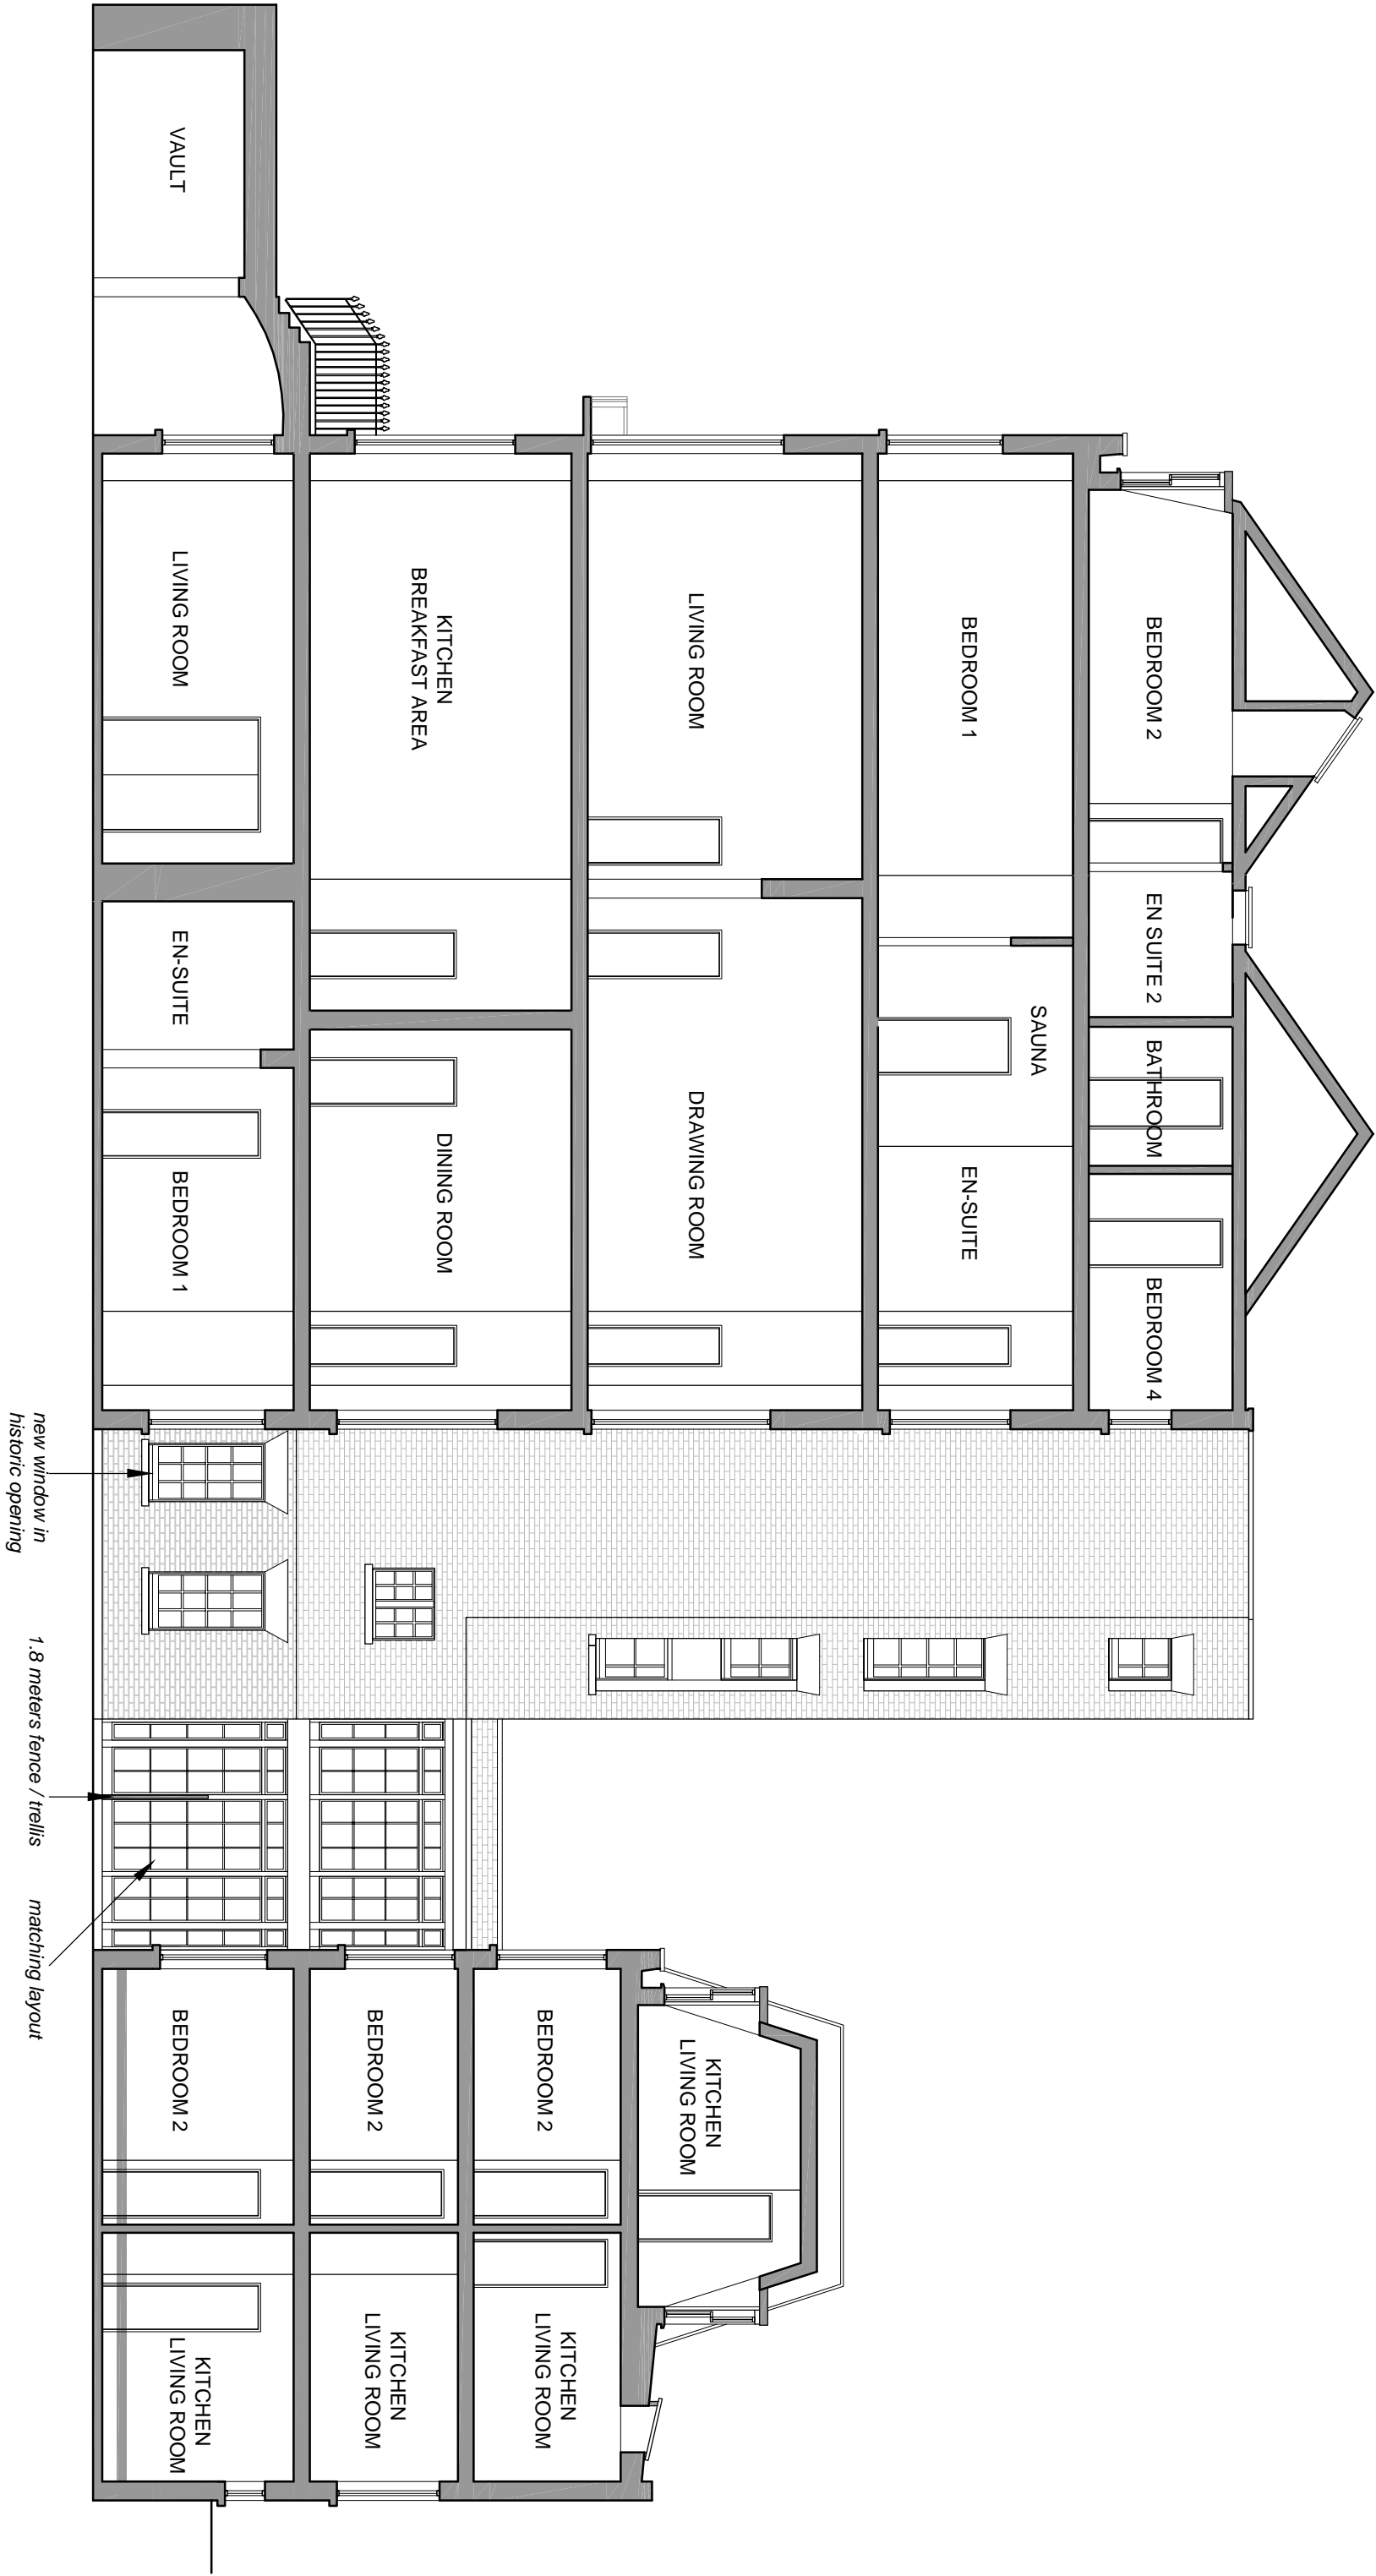 BEDROOM 2
EN SUITE 2
BATHROOM
BEDROOM 4
BEDROOM 1
SAUNA
EN-SUITE
LIVING ROOM
DRAWING ROOM
KITCHEN
BREAKFAST AREA
DINING ROOM
VAULT
LIVING ROOM
EN-SUITE
BEDROOM 1
KITCHEN
LIVING ROOM
BEDROOM 2
KITCHEN
LIVING ROOM
BEDROOM 2
KITCHEN
LIVING ROOM
BEDROOM 2
KITCHEN
LIVING ROOM
new window in
historic opening
1.8 meters fence / trellis
matching layout